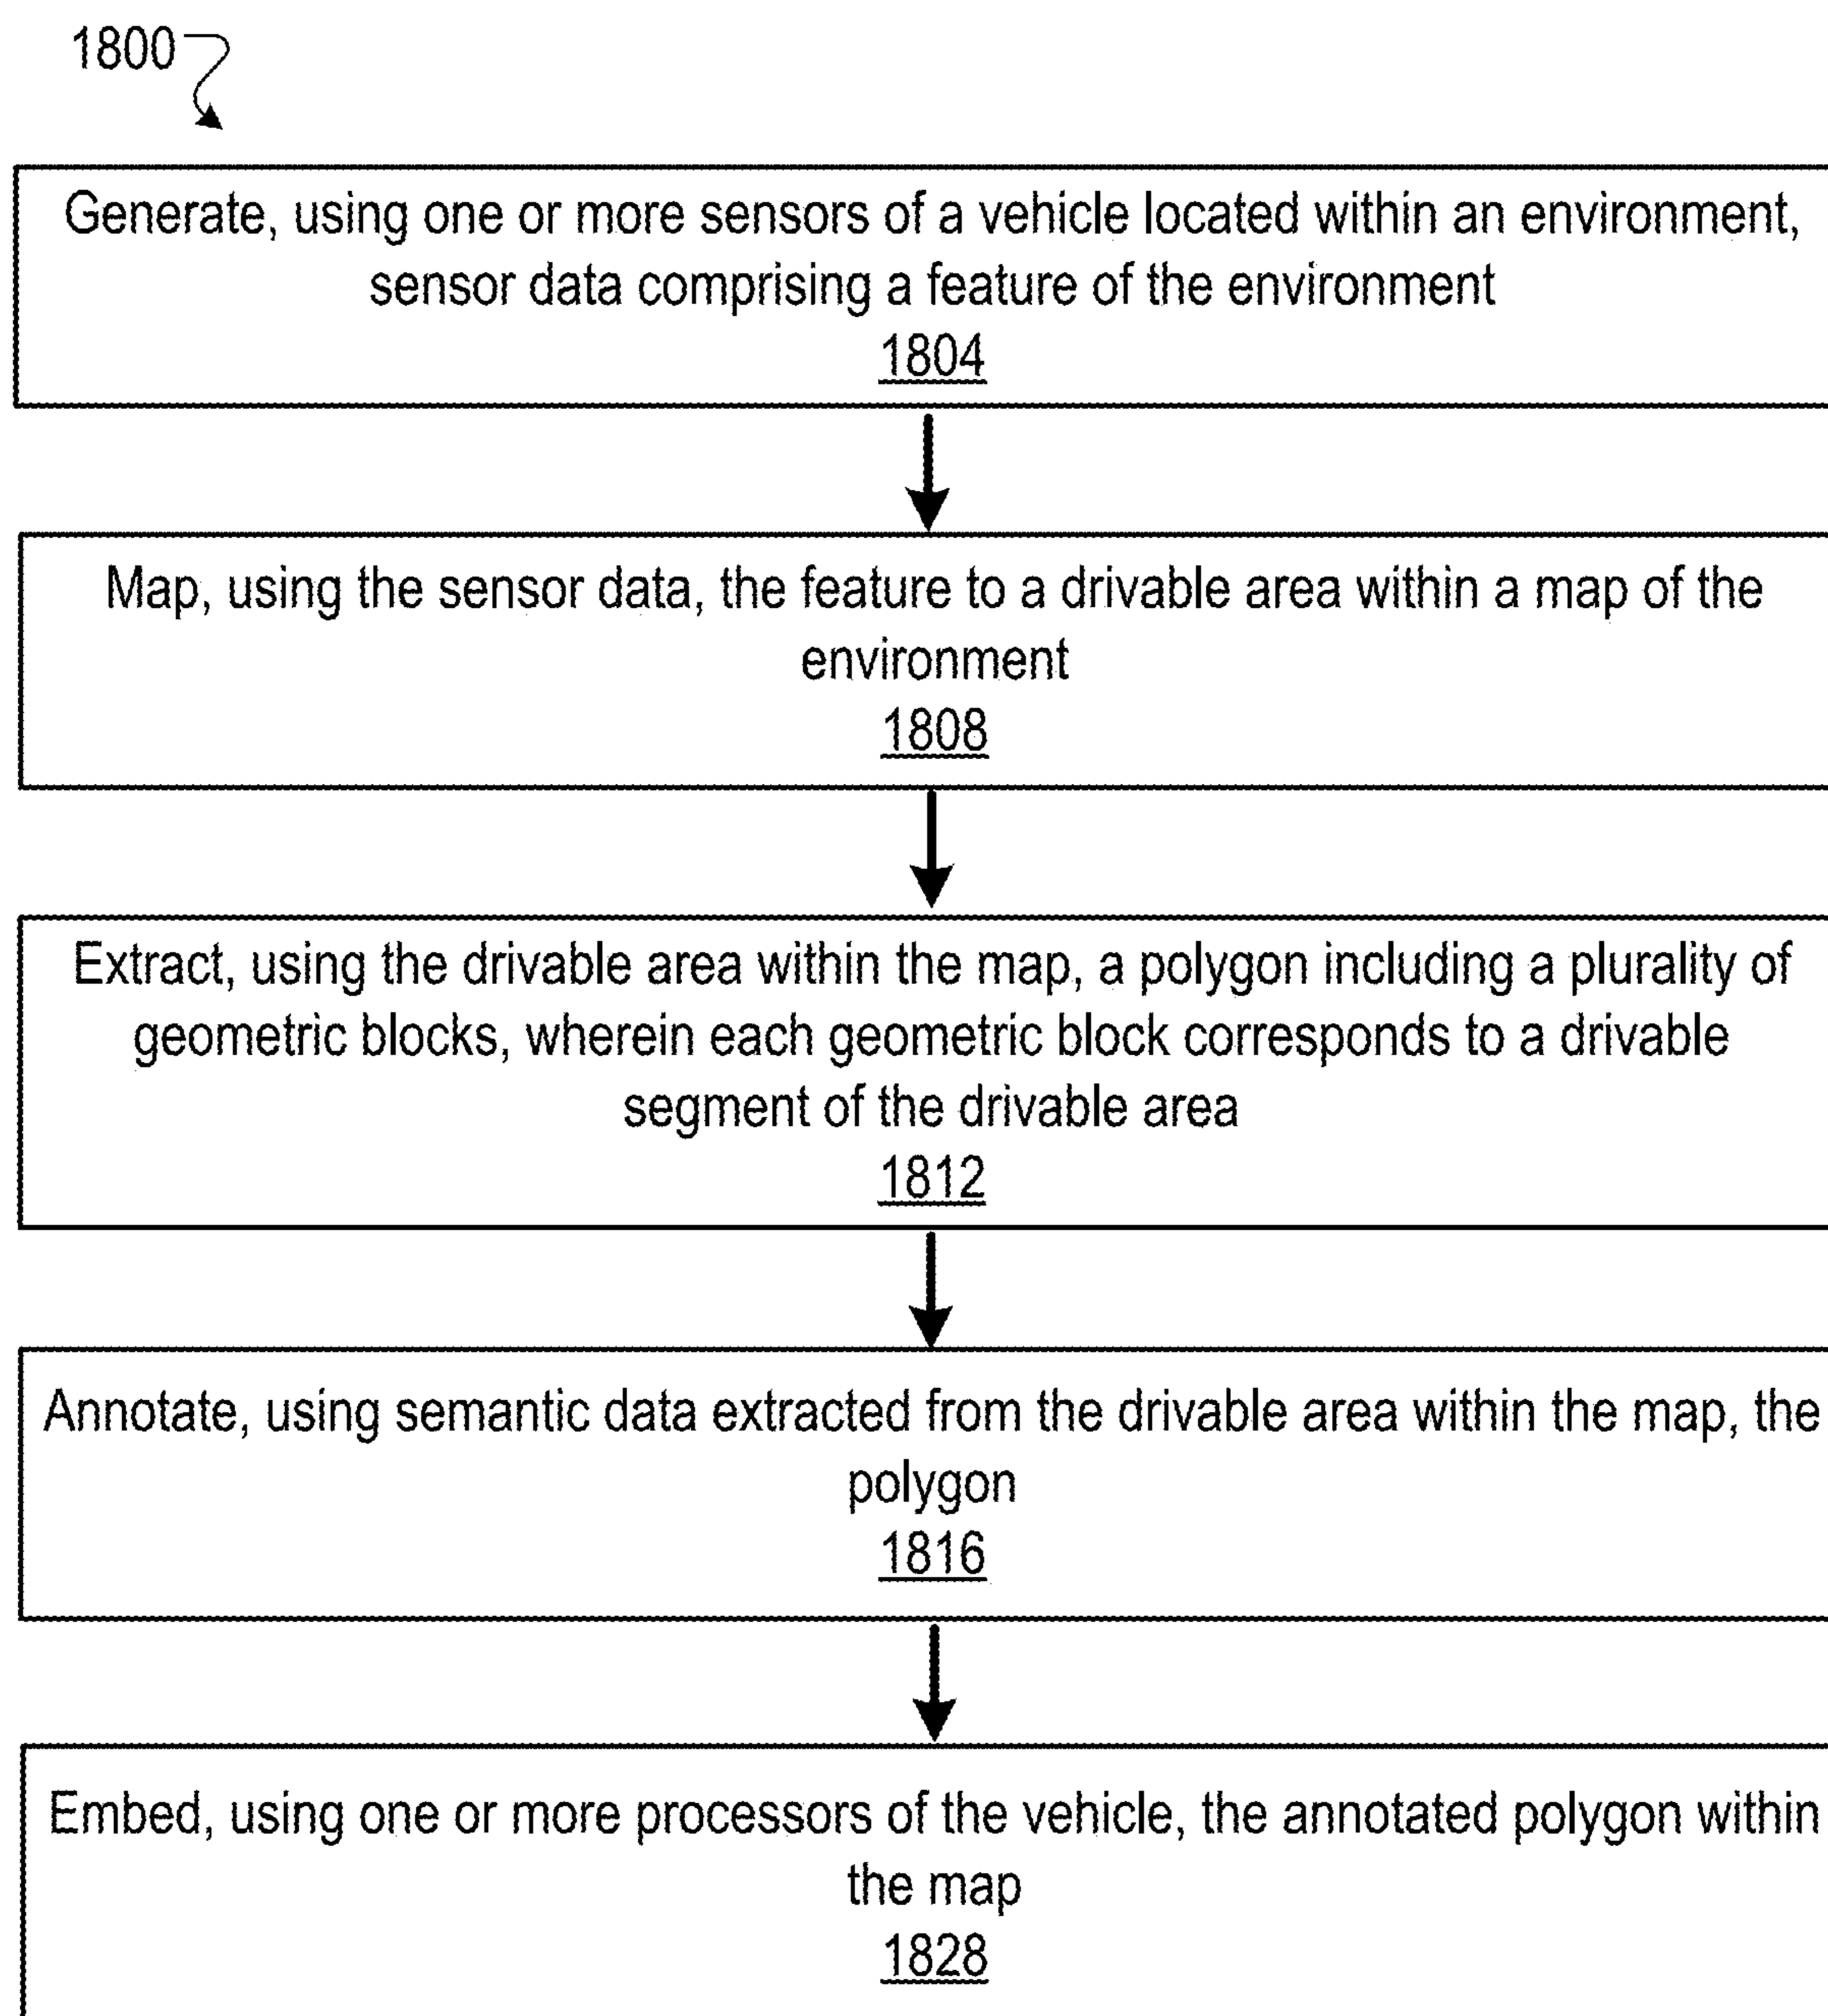 1800
Generate, using one or more sensors of a vehicle located within an environment,
sensor data comprising a feature of the environment
1804
Map, using the sensor data, the feature to a drivable area within a map of the
environment
1808
Extract, using the drivable area within the map, a polygon including a plurality of
geometric blocks, wherein each geometric block corresponds to a drivable
segment of the drivable area
1812
Annotate, using semantic data extracted from the drivable area within the map, the
polygon
1816
Embed, using one or more processors of the vehicle, the annotated polygon within
the map
1828